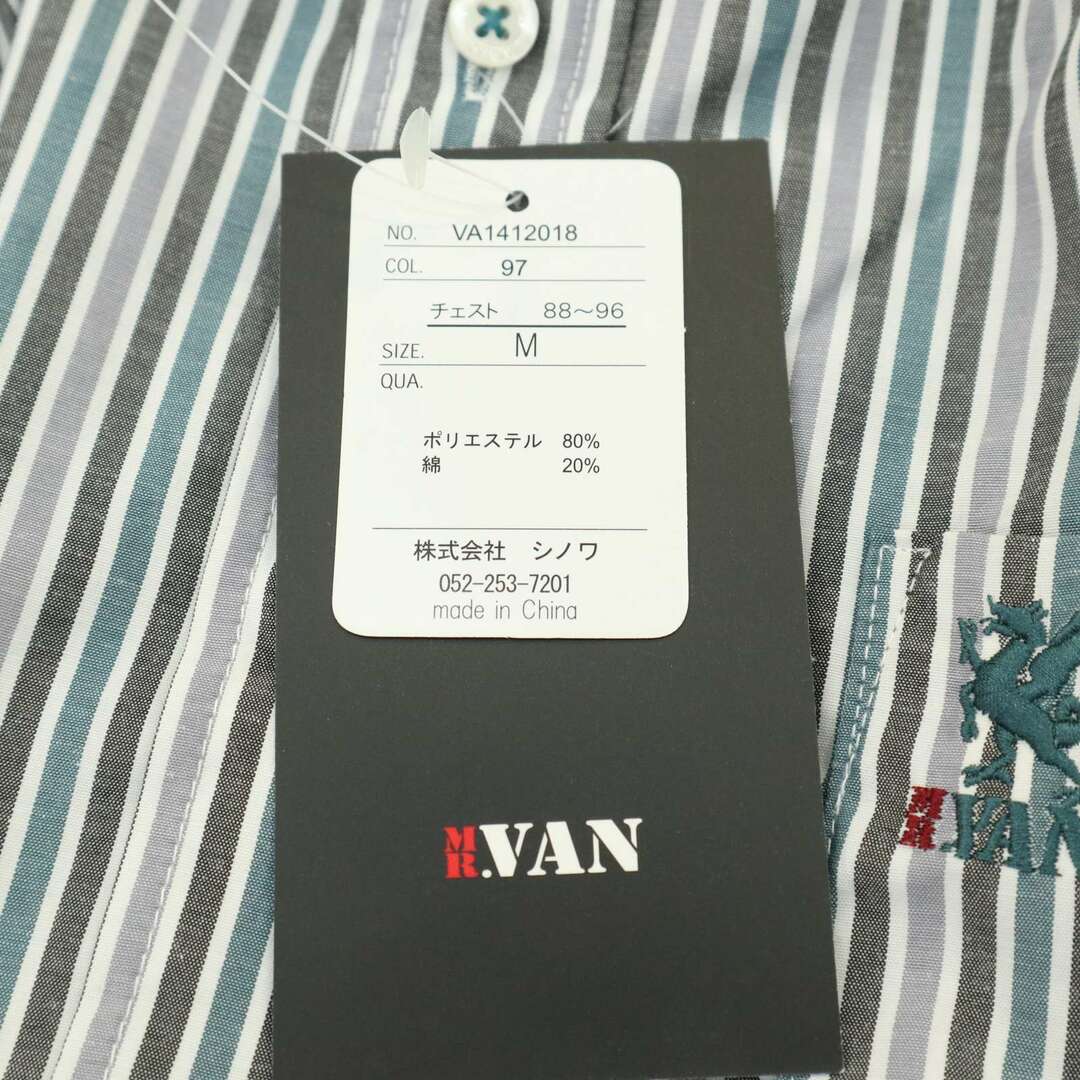 NO. VA1412018
COL. 97
チェスト 88～96
SIZE. M
QUA.
ポリエステル 80%
綿 20%
株式会社 シノワ
052-253-7201
made in China
MR.VAN
MR.VAN